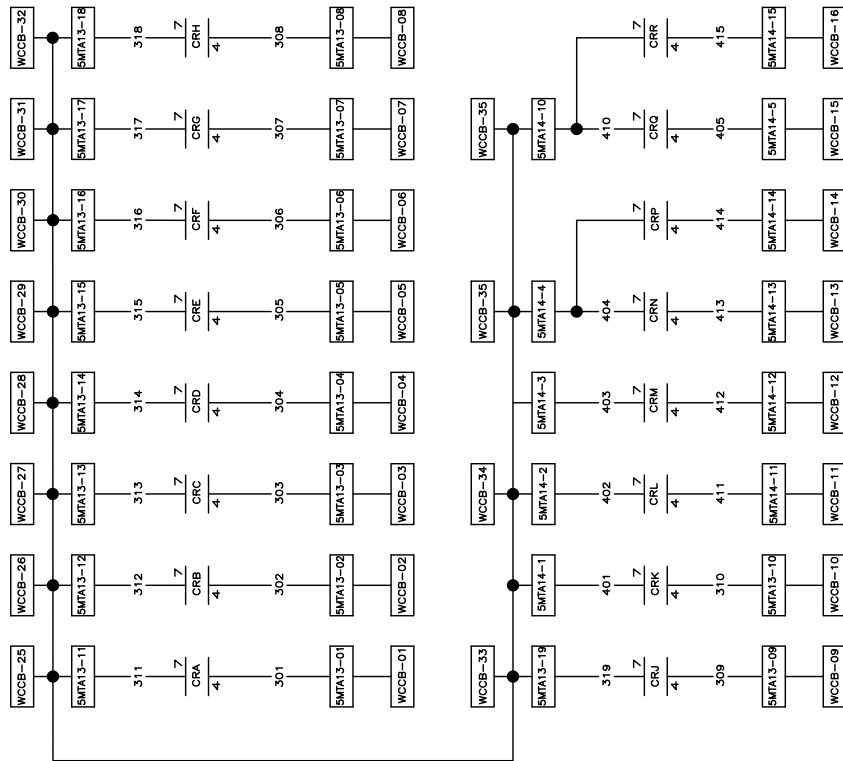 WCCB-32
5MTA13-18
318
7
CRH
4
308
5MTA13-08
WCCB-08
WCCB-31
5MTA13-17
317
7
CRG
4
307
5MTA13-07
WCCB-07
WCCB-30
5MTA13-16
316
7
CRF
4
306
5MTA13-06
WCCB-06
WCCB-29
5MTA13-15
315
7
CRE
4
305
5MTA13-05
WCCB-05
WCCB-28
5MTA13-14
314
7
CRD
4
304
5MTA13-04
WCCB-04
WCCB-27
5MTA13-13
313
7
CRC
4
303
5MTA13-03
WCCB-03
WCCB-26
5MTA13-12
312
7
CRB
4
302
5MTA13-02
WCCB-02
WCCB-25
5MTA13-11
311
7
CRA
4
301
5MTA13-01
WCCB-01
7
CRR
4
415
5MTA14-15
WCCB-16
WCCB-35
5MTA14-10
410
7
CRQ
4
405
5MTA14-5
WCCB-15
7
CRP
4
414
5MTA14-14
WCCB-14
WCCB-35
5MTA14-4
404
7
CRN
4
413
5MTA14-13
WCCB-13
5MTA14-3
403
7
CRM
4
412
5MTA14-12
WCCB-12
WCCB-34
5MTA14-2
402
7
CRL
4
411
5MTA14-11
WCCB-11
5MTA14-1
401
7
CRK
4
310
5MTA13-10
WCCB-10
WCCB-33
5MTA13-19
319
7
CRJ
4
309
5MTA13-09
WCCB-09